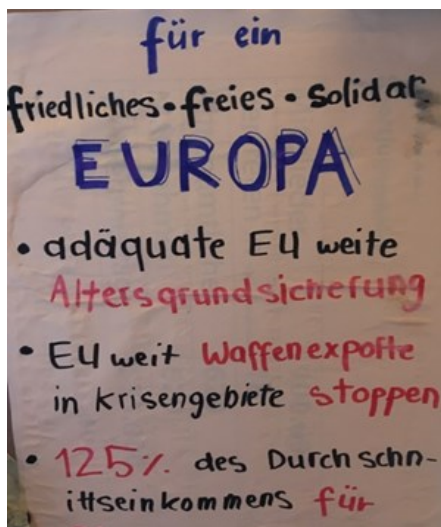 für ein
friedliches • freies • solidar.
EUROPA
• adäquate EU weite
Altersgrundsicherung
• EU weit Waffenexporte
in Krisengebiete stoppen
• 125% des Durchschn-
ittseinkommens für